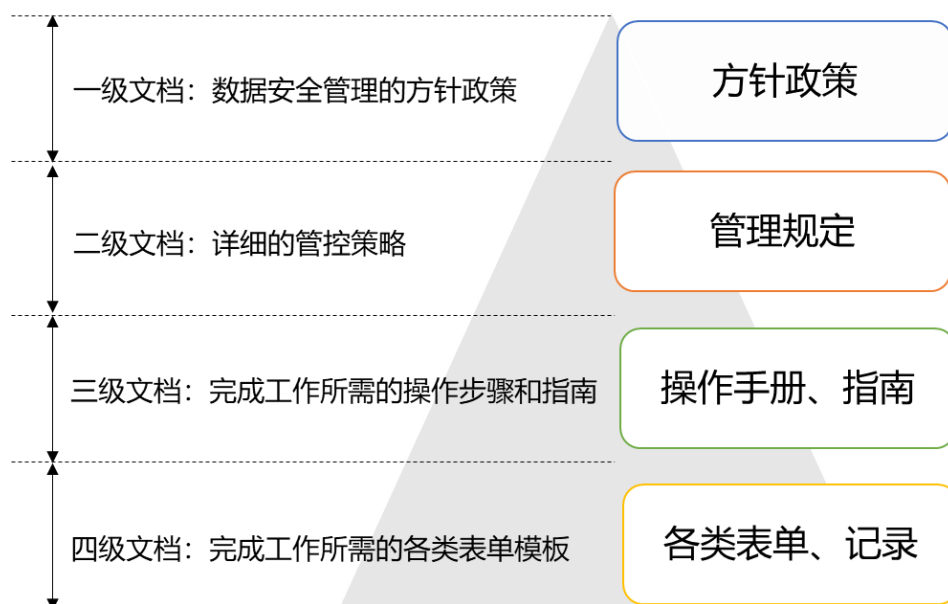 一级文档：数据安全管理的方针政策
方针政策
二级文档：详细的管控策略
管理规定
三级文档：完成工作所需的操作步骤和指南
操作手册、指南
四级文档：完成工作所需的各类表单模板
各类表单、记录